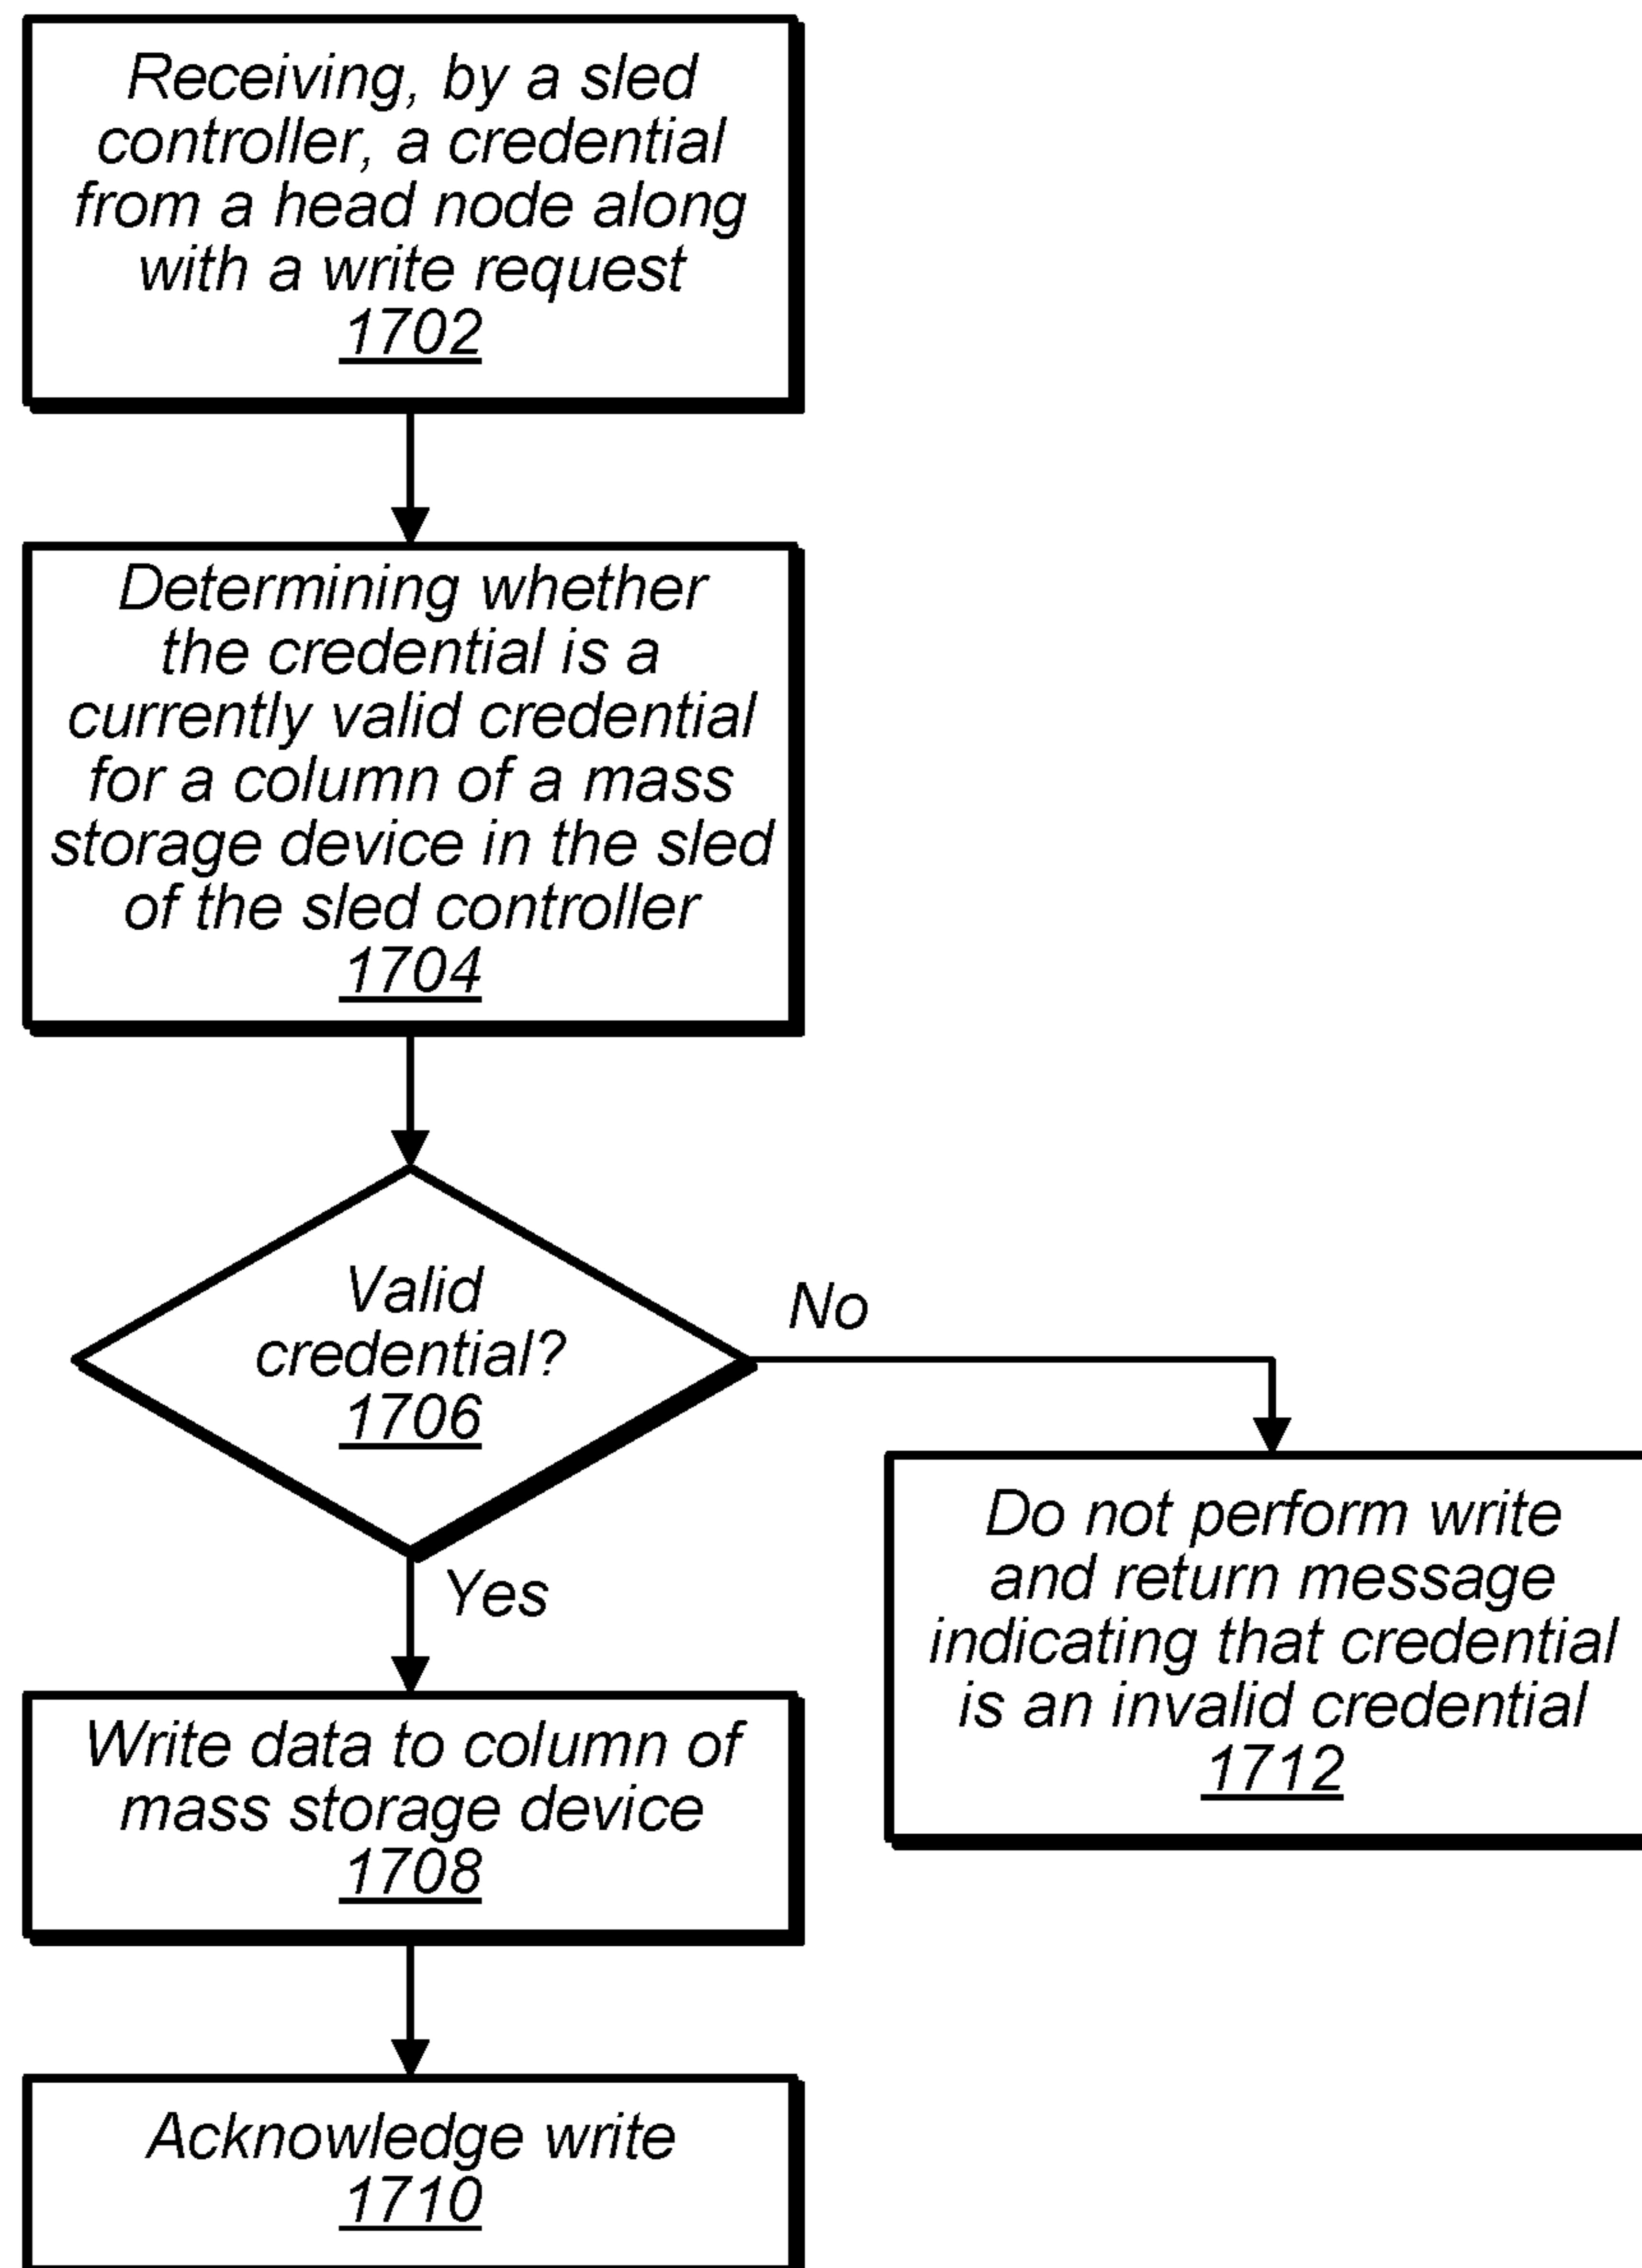 Receiving, by a sled
controller, a credential
from a head node along
with a write request
1702
Determining whether
the credential is a
currently valid credential
for a column of a mass
storage device in the sled
of the sled controller
1704
Valid
credential?
1706
No
Yes
Do not perform write
and return message
indicating that credential
is an invalid credential
1712
Write data to column of
mass storage device
1708
Acknowledge write
1710